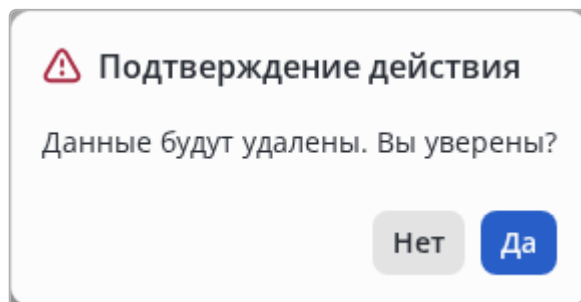 Подтверждение действия
Данные будут удалены. Вы уверены?
Нет Да